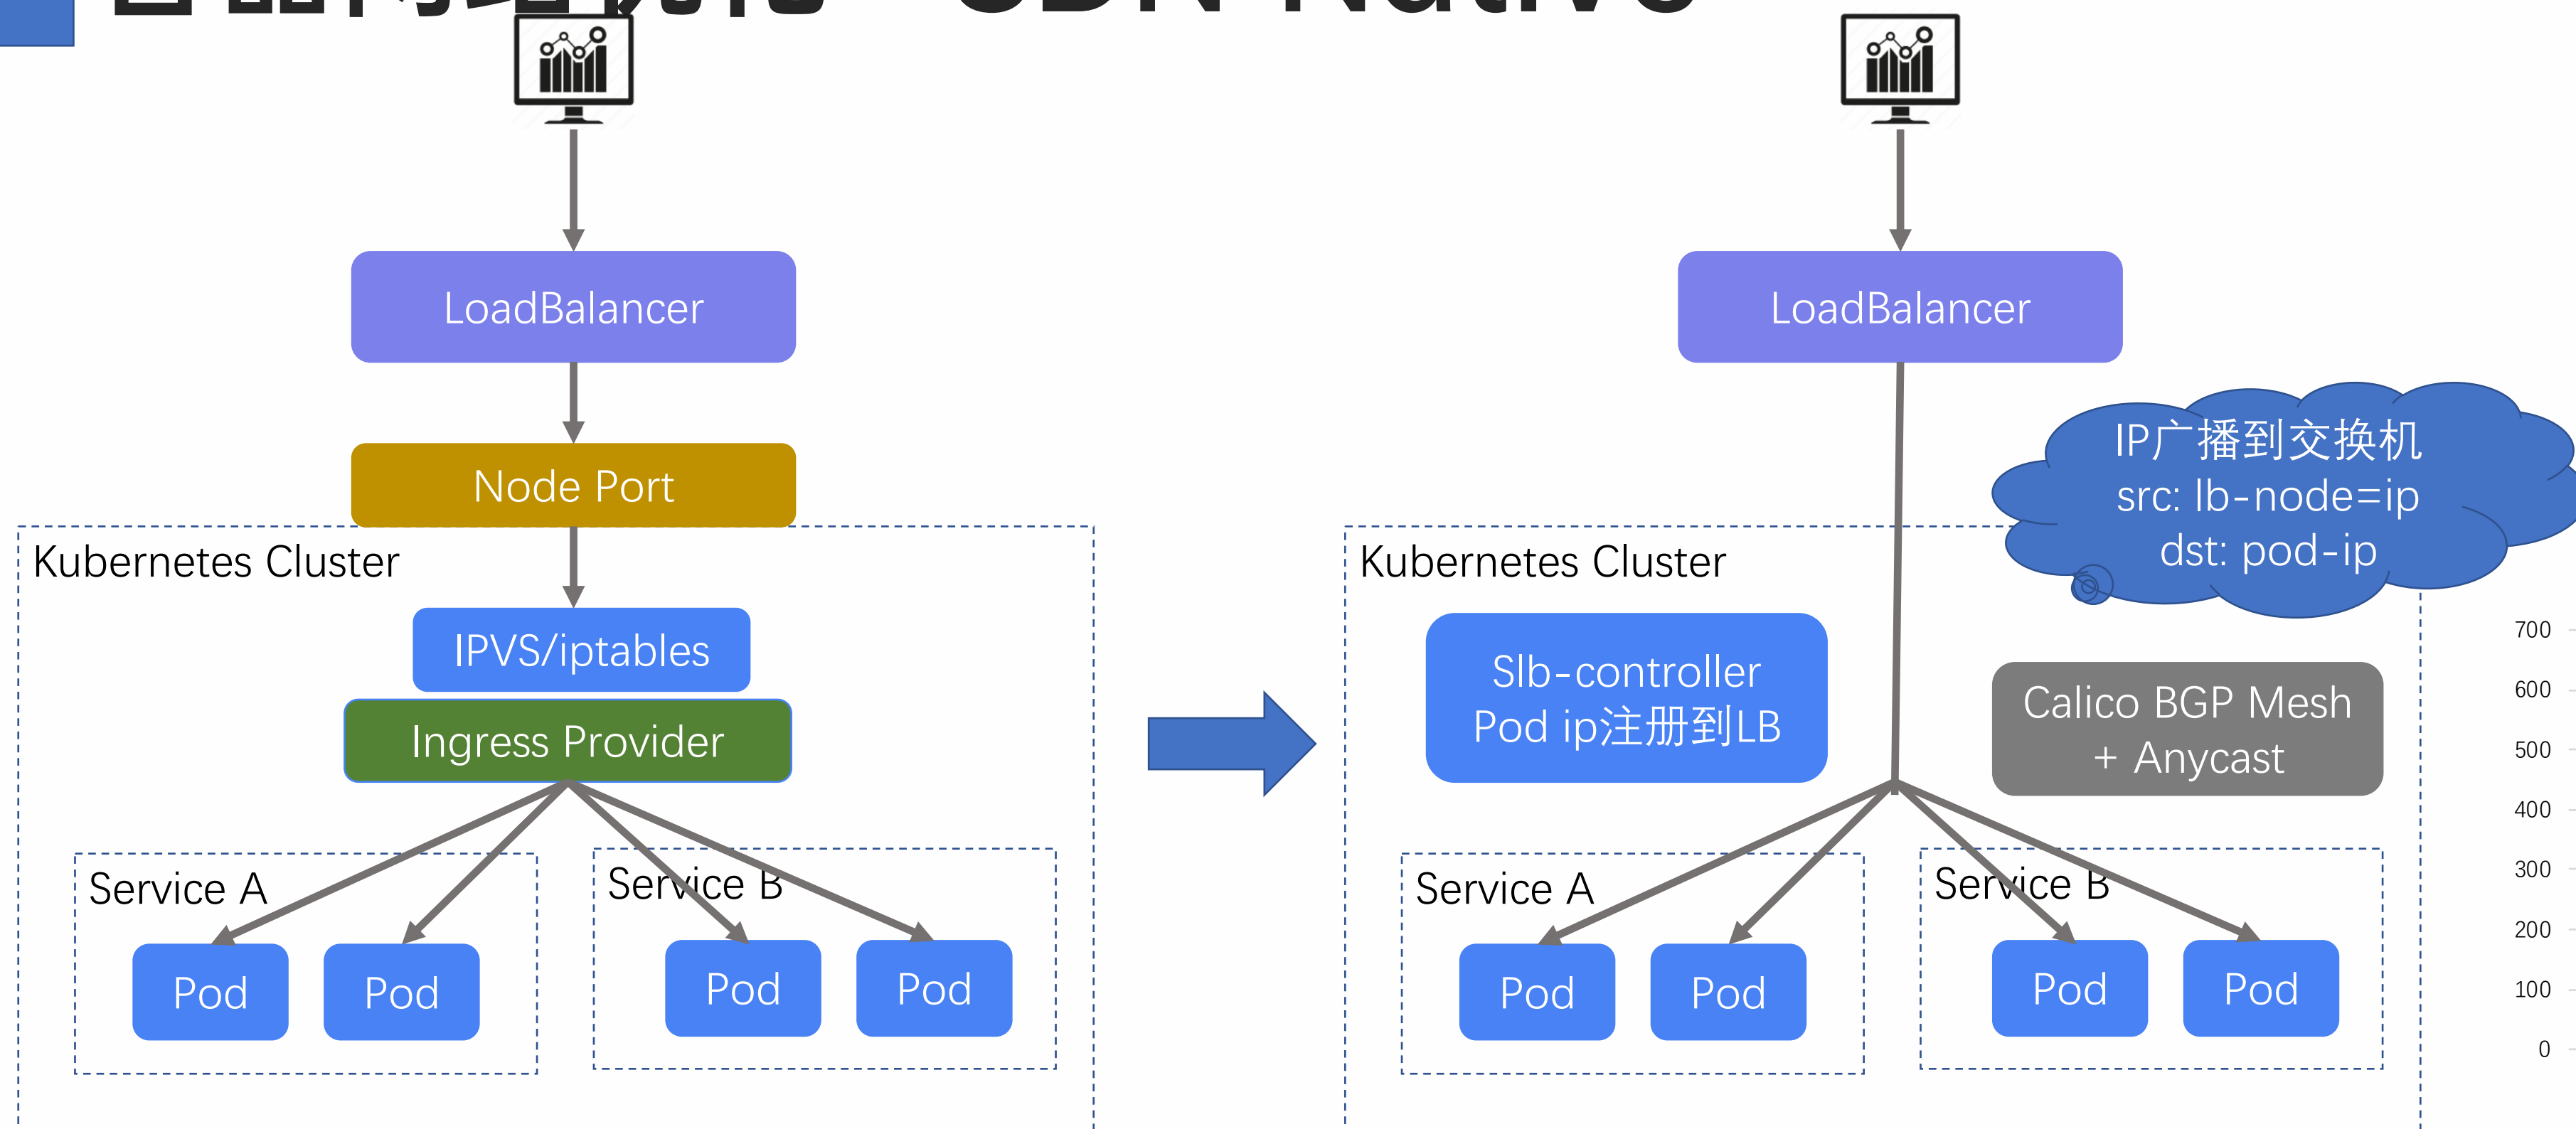 LoadBalancer
Node Port
Kubernetes Cluster
IPVS/iptables
Ingress Provider
Service A
Service B
Pod
Pod
Pod
Pod
LoadBalancer
IP广播到交换机
src: lb-node=ip
dst: pod-ip
Kubernetes Cluster
Slb-controller
Pod ip注册到LB
Calico BGP Mesh
+ Anycast
Service A
Service B
Pod
Pod
Pod
Pod
700
600
500
400
300
200
100
0